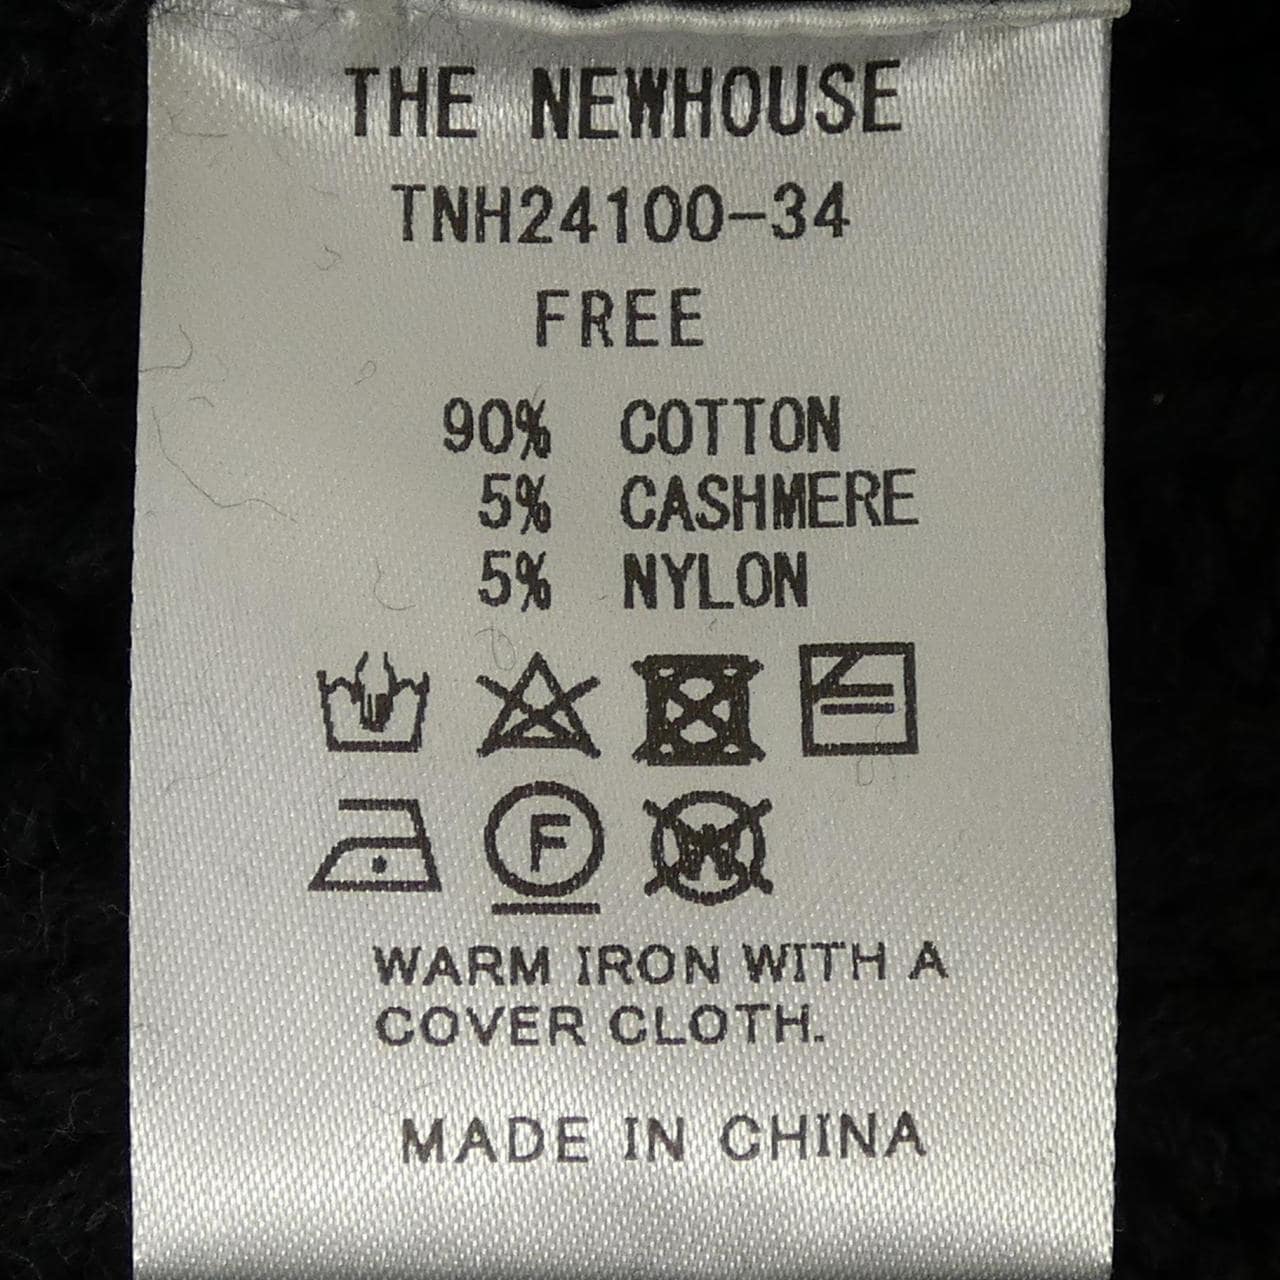 THE NEWHOUSE
TNH24100-34
FREE
90% COTTON
5% CASHMERE
5% NYLON
F W
WARM IRON WITH A
COVER CLOTH.
MADE IN CHINA